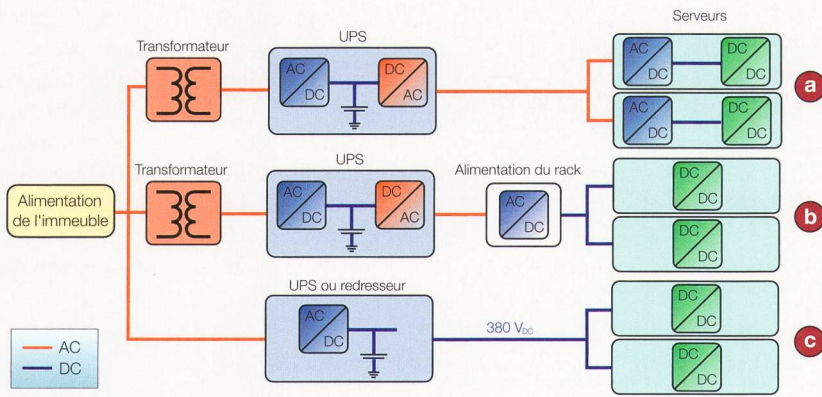 Serveurs
Transformateur
UPS
AC
DC
DC
AC
AC
DC
DC
DC
a
AC
DC
DC
DC
Transformateur
UPS
Alimentation du rack
AC
DC
DC
AC
AC
DC
DC
DC
b
DC
DC
Alimentation
de l'immeuble
UPS ou redresseur
AC
DC
380 VDC
DC
DC
c
DC
DC
AC
DC